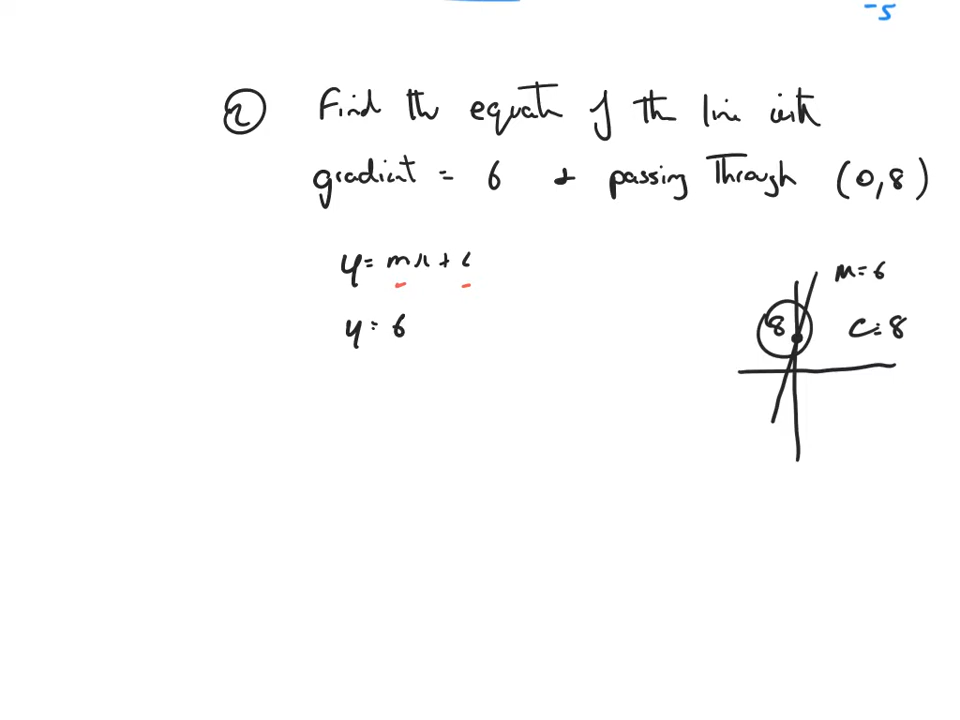 -5
② Find the equatn of the line with
gradient = 6 + passing Through (0,8)
y = mx + c
y = 6
m = 6
8
c = 8